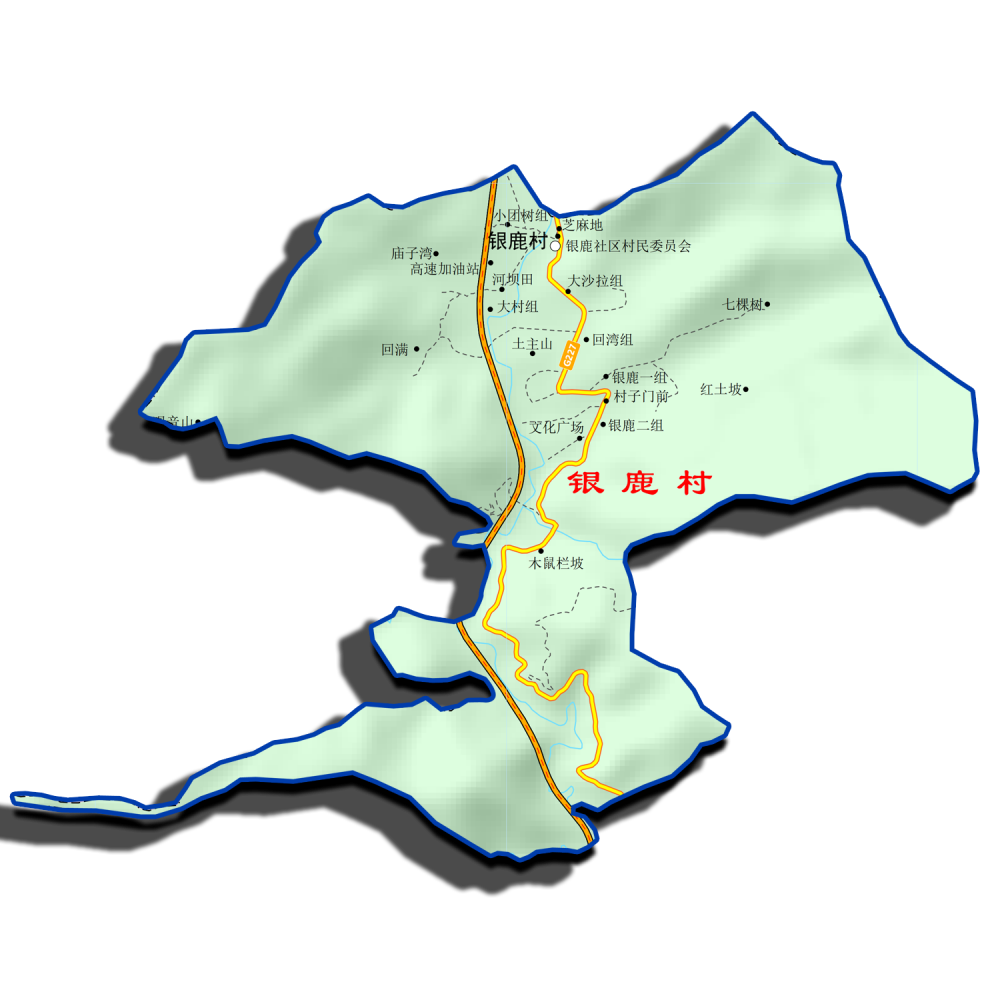 小团树组
芝麻地
银鹿村
银鹿社区村民委员会
庙子湾
高速加油站
河坝田
大沙拉组
大村组
七棵树
土主山
回湾组
回满
G227
银鹿一组
村子门前
红土坡
音山
文化广场
银鹿二组
银鹿村
木鼠栏坡